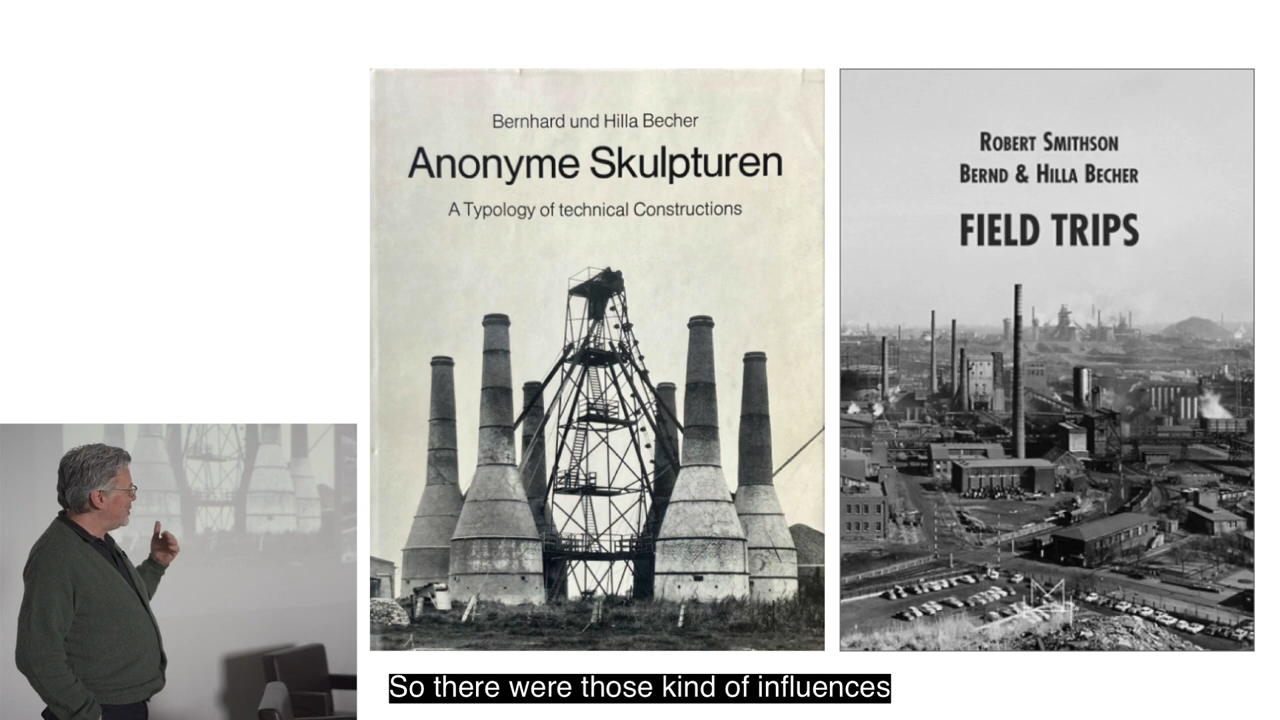 Bernhard und Hilla Becher
Anonyme Skulpturen
A Typology of technical Constructions
ROBERT SMITHSON
BERND & HILLA BECHER
FIELD TRIPS
So there were those kind of influences